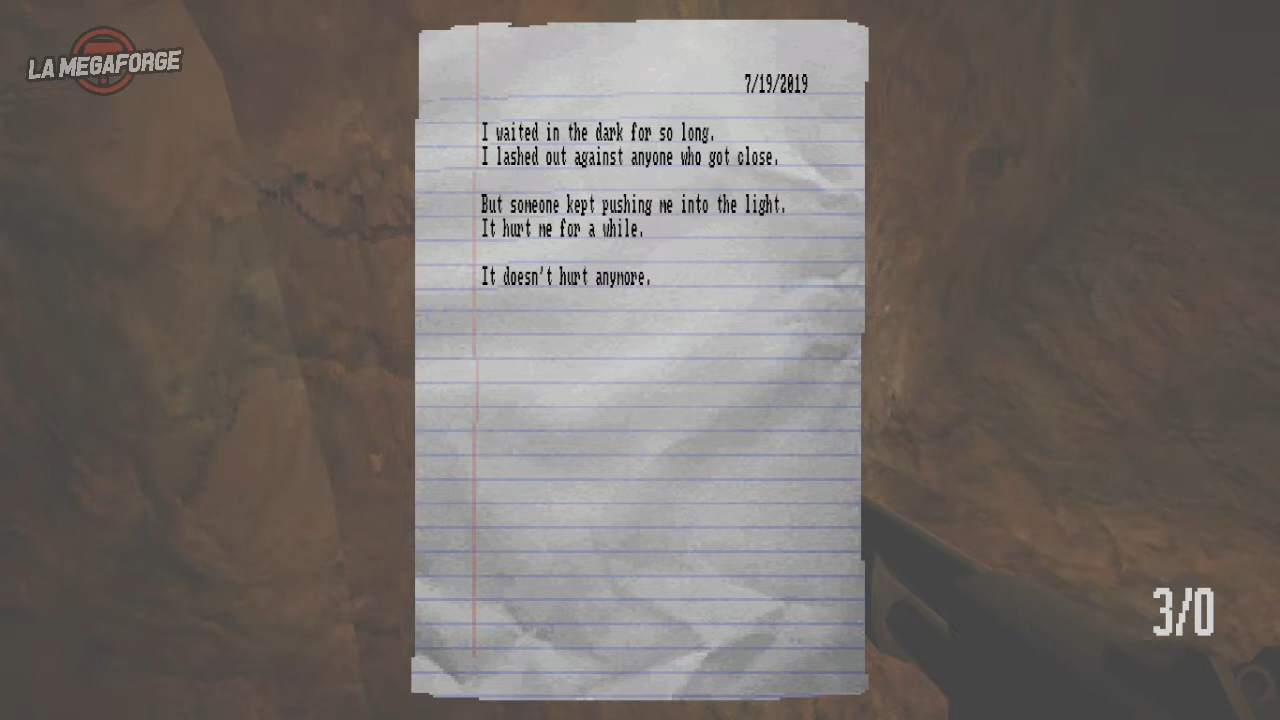 LA MEGAFORGE
7/19/2019
I waited in the dark for so long.
I lashed out against anyone who got close.
But someone kept pushing me into the light.
It hurt me for a while.
It doesn't hurt anymore.
3/0